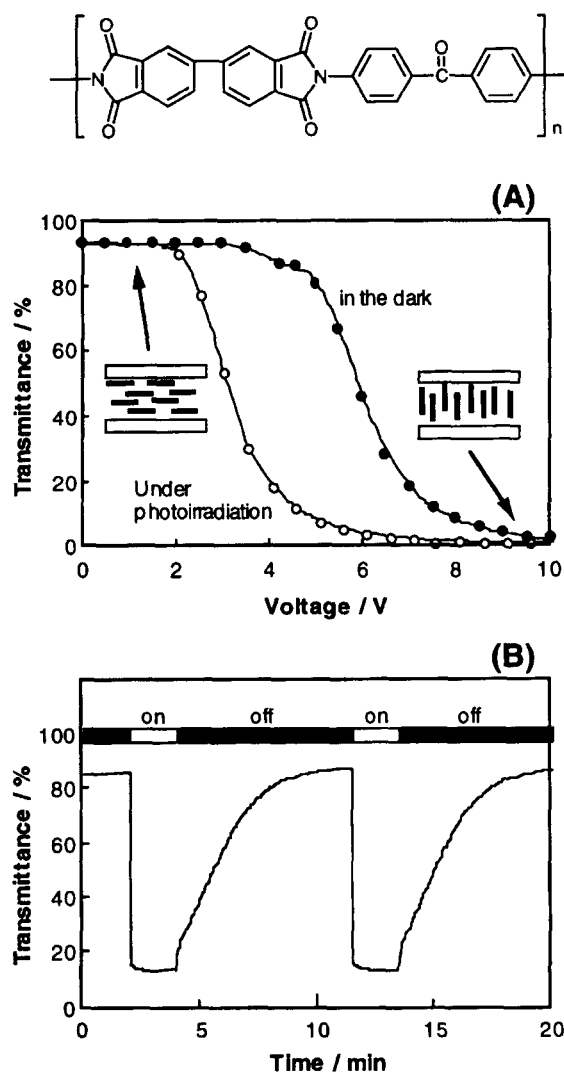 O O O O
N N C
O
n
(A)
100
80
60
40
20
0
Transmittance / %
in the dark
Under
photoirradiation
0 2 4 6 8 10
Voltage / V
(B)
on off on off
100
80
60
40
20
0
Transmittance / %
0 5 10 15 20
Time / min